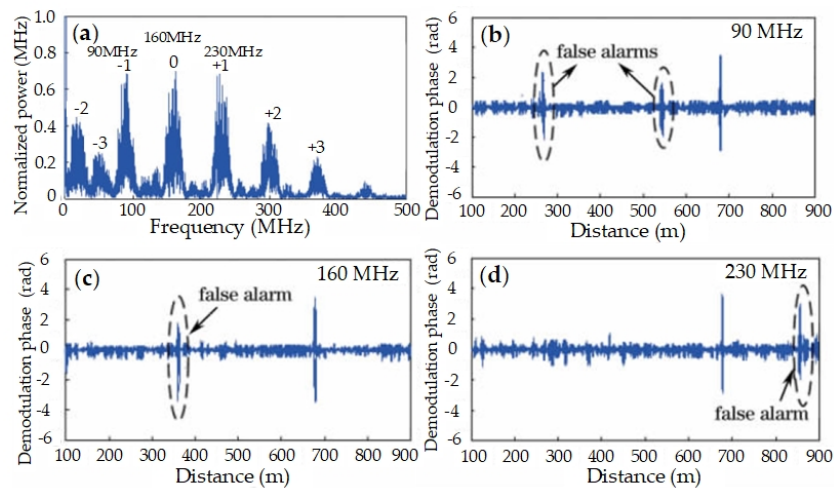 (a)
160MHz
90MHz
230MHz
-1
0
+1
-2
-3
+2
+3
Normalized power (MHz)
1.0
0.8
0.6
0.4
0.2
0
0
100
200
300
400
500
Frequency (MHz)
(b)
90 MHz
false alarms
Demodulation phase (rad)
6
4
2
0
-2
-4
-6
100 200 300 400 500 600 700 800 900
Distance (m)
(c)
160 MHz
false alarm
Demodulation phase (rad)
6
4
2
0
-2
-4
-6
100 200 300 400 500 600 700 800 900
Distance (m)
(d)
230 MHz
false alarm
Demodulation phase (rad)
6
4
2
0
-2
-4
-6
100 200 300 400 500 600 700 800 900
Distance (m)